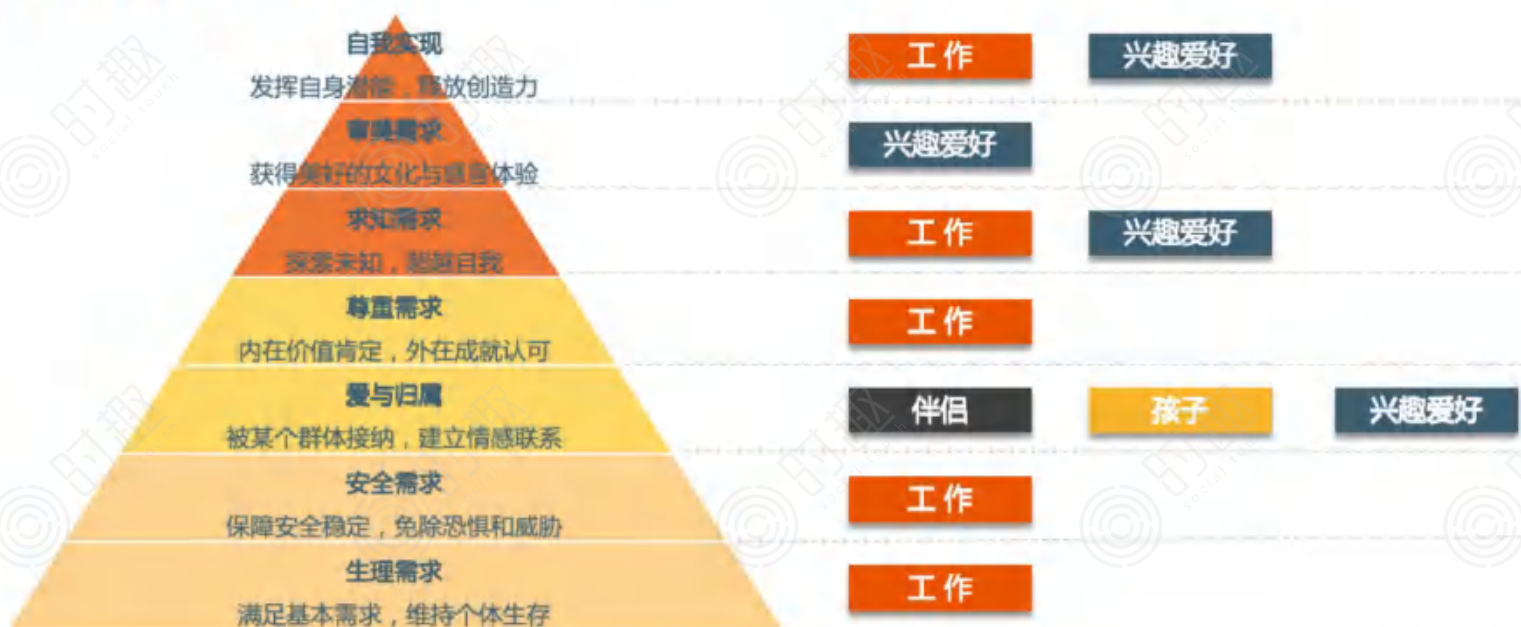 自我实现
工作 兴趣爱好
发挥自身潜能，释放创造力
审美需求
兴趣爱好
获得美好的文化与感官体验
求知需求
工作 兴趣爱好
探索未知，超越自我
尊重需求
工作
内在价值肯定，外在成就认可
爱与归属
伴侣 孩子 兴趣爱好
被某个群体接纳，建立情感联系
安全需求
工作
保障安全稳定，免除恐惧和威胁
生理需求
工作
满足基本需求，维持个体生存
时趣
social touch